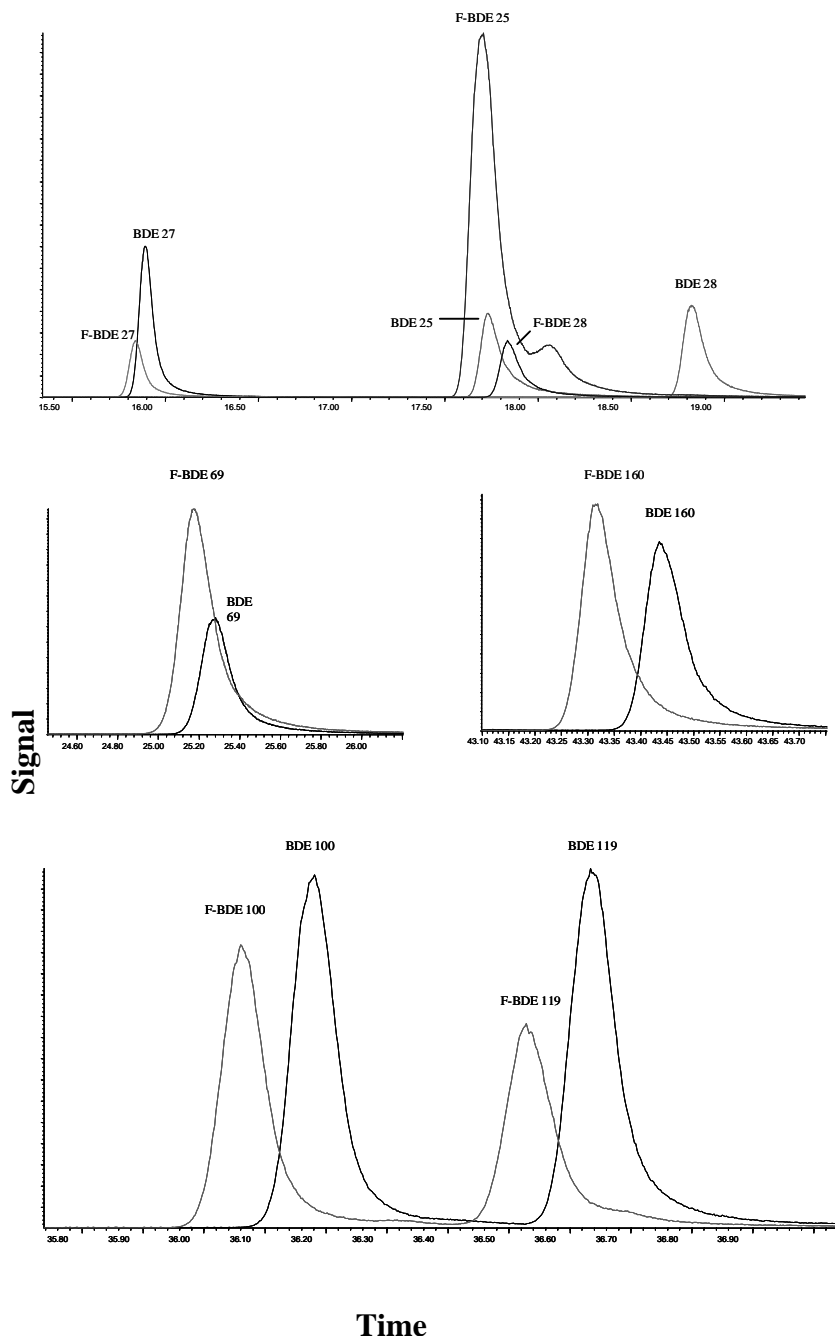 F-BDE 25
BDE 27
F-BDE 27
BDE 25
F-BDE 28
BDE 28
15.50 16.00 16.50 17.00 17.50 18.00 18.50 19.00
F-BDE 69
BDE
69
24.60 24.80 25.00 25.20 25.40 25.60 25.80 26.00
F-BDE 160
BDE 160
43.10 43.15 43.20 43.25 43.30 43.35 43.40 43.45 43.50 43.55 43.60 43.65 43.70
Signal
BDE 100
BDE 119
F-BDE 100
F-BDE 119
35.80 35.90 36.00 36.10 36.20 36.30 36.40 36.50 36.60 36.70 36.80 36.90
Time